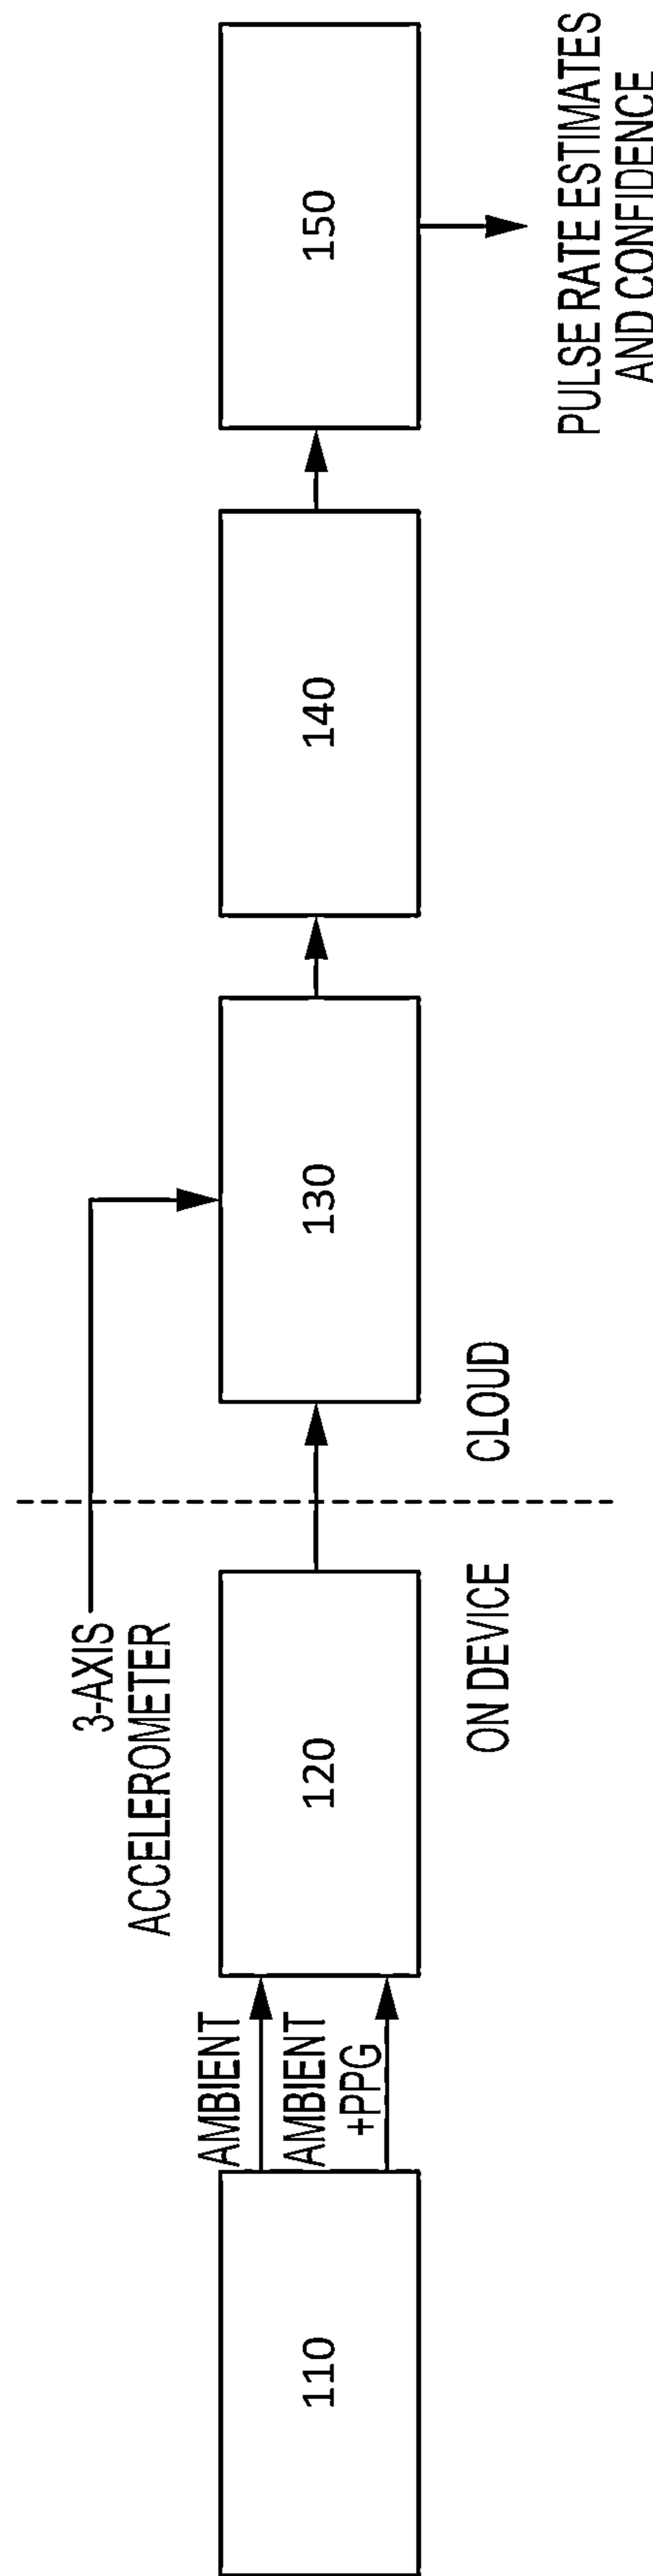 3-AXIS
ACCELEROMETER
110
AMBIENT
AMBIENT
+PPG
120
130
140
150
ON DEVICE
CLOUD
PULSE RATE ESTIMATES
AND CONFIDENCE